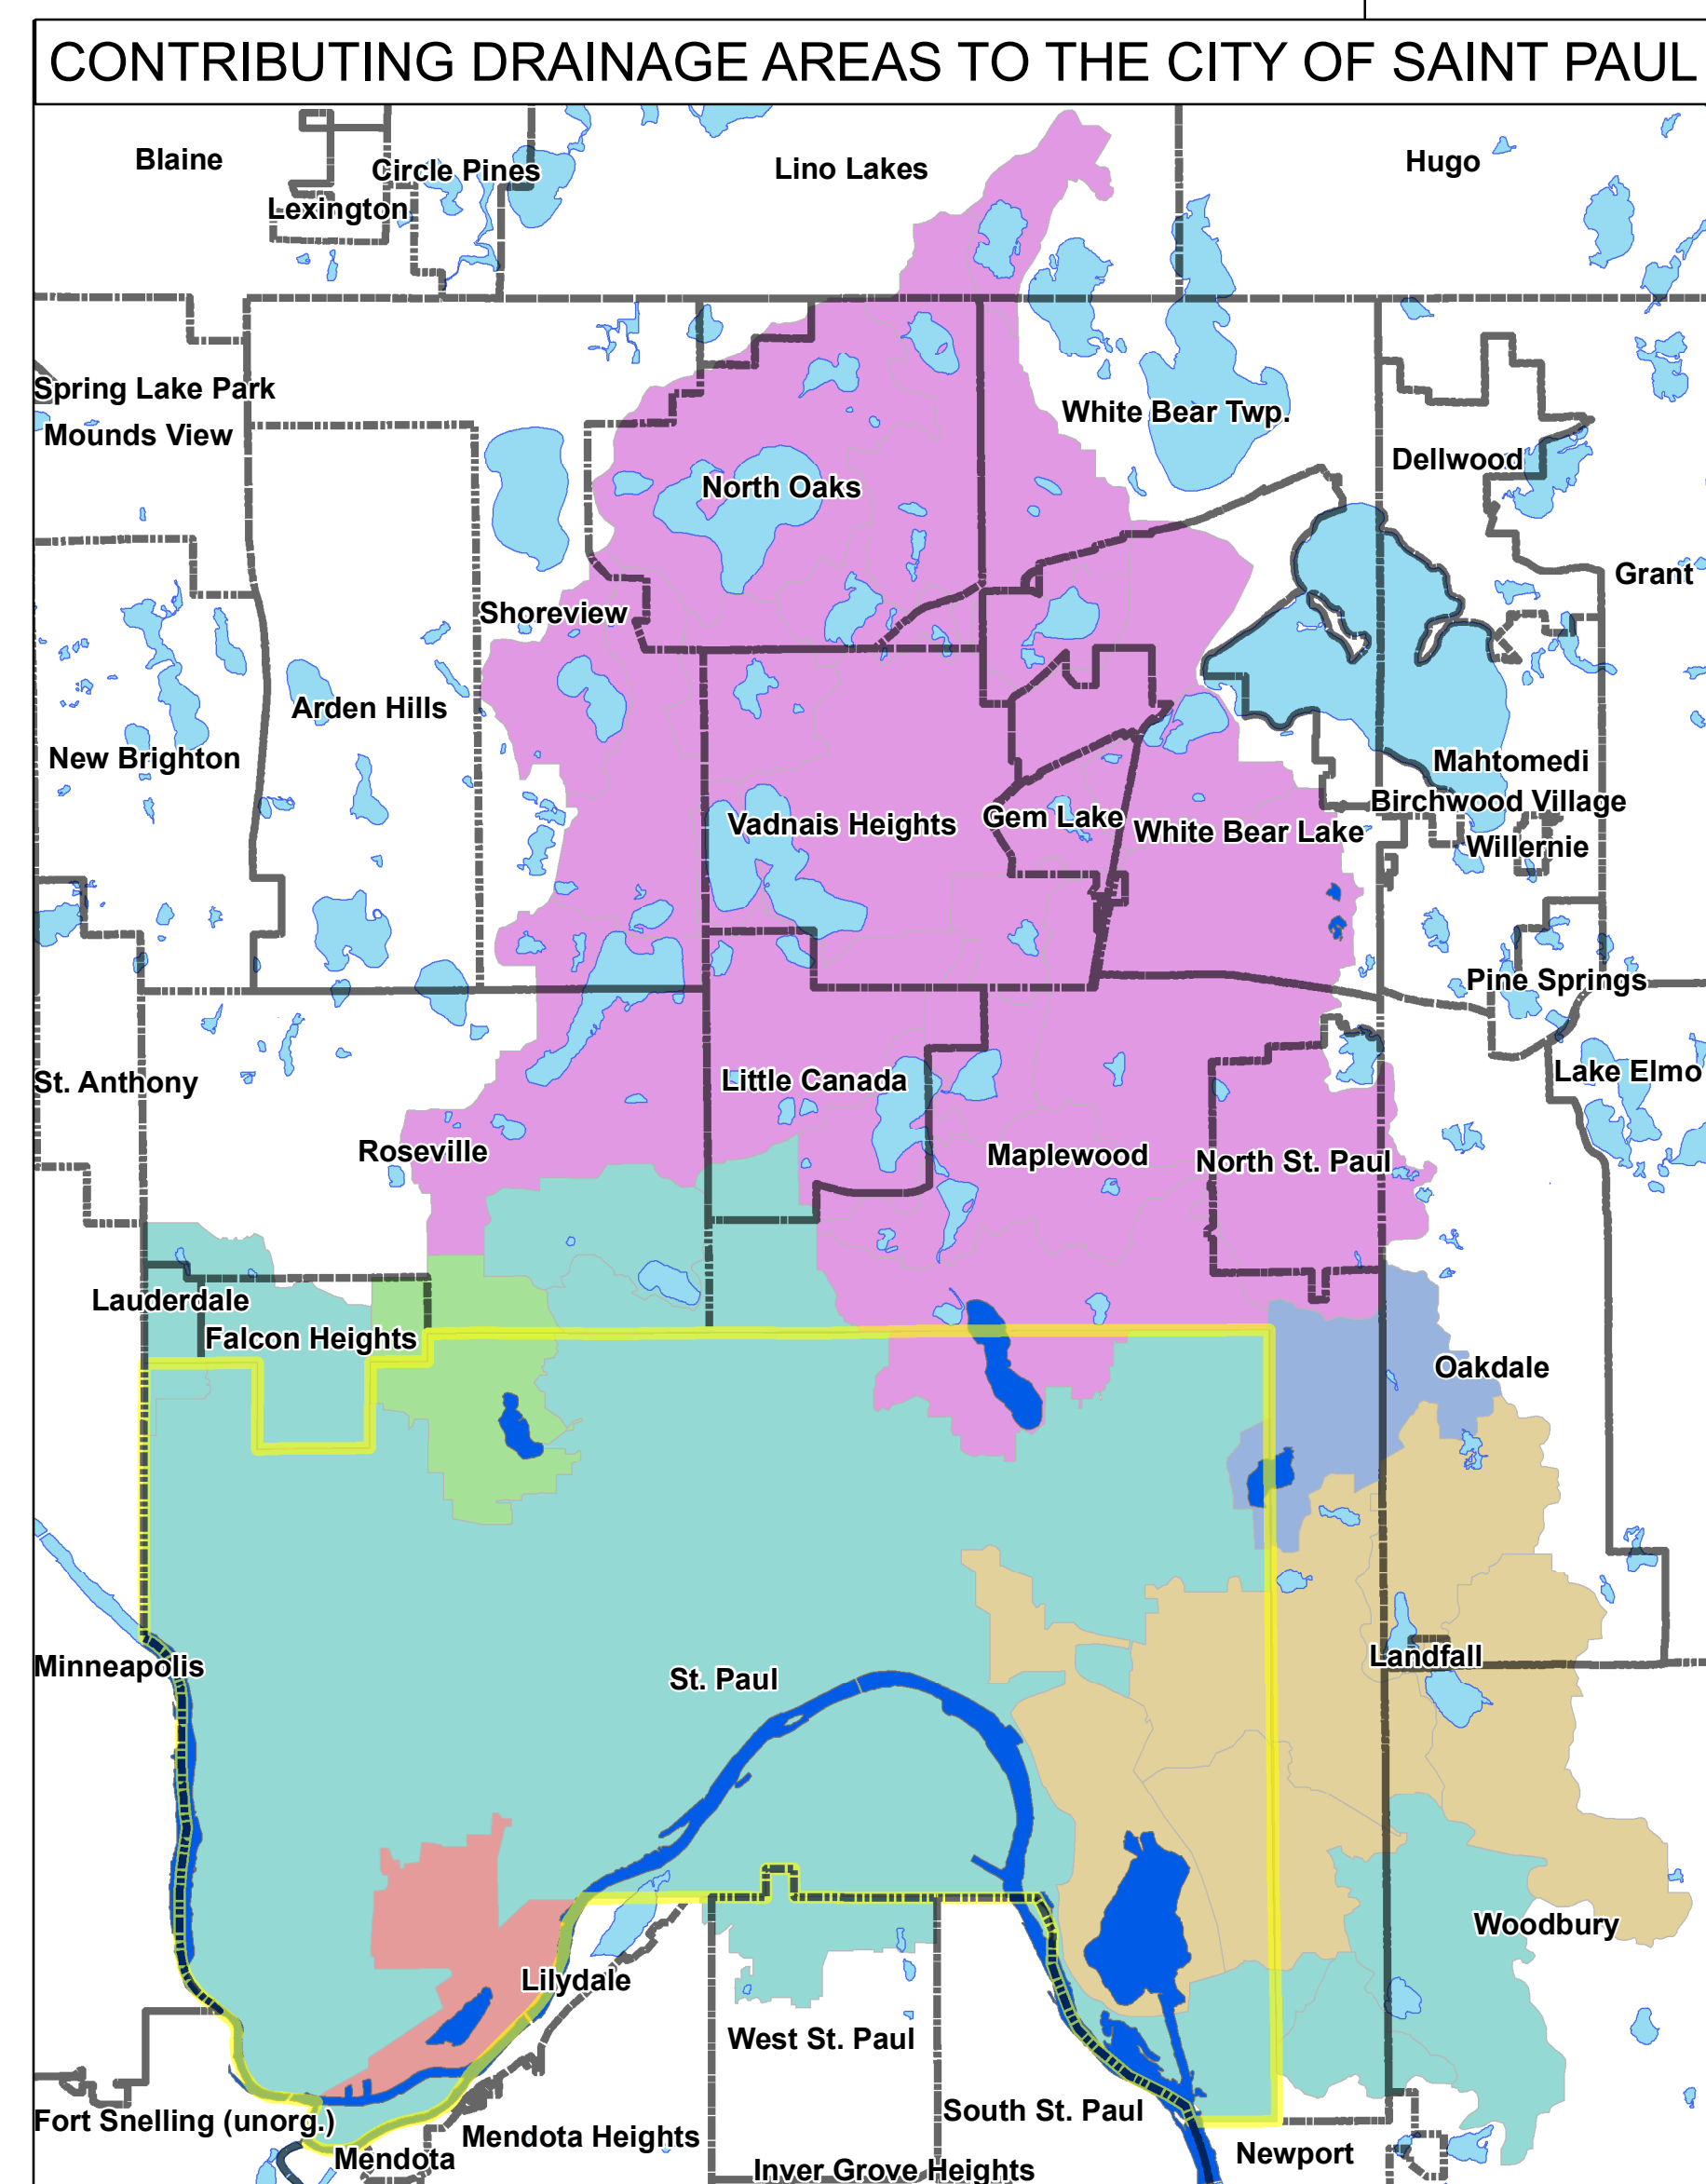 CONTRIBUTING DRAINAGE AREAS TO THE CITY OF SAINT PAUL
Blaine
Circle Pines
Lino Lakes
Hugo
Lexington
Spring Lake Park
White Bear Twp.
Mounds View
Dellwood
North Oaks
Grant
Shoreview
Arden Hills
New Brighton
Mahtomedi
Birchwood Village
Gem Lake
Vadnais Heights
White Bear Lake
Willernie
Pine Springs
Lake Elmo
St. Anthony
Little Canada
Roseville
Maplewood
North St. Paul
Lauderdale
Falcon Heights
Oakdale
Landfall
Minneapolis
St. Paul
Woodbury
Lilydale
West St. Paul
South St. Paul
Fort Snelling (unorg.)
Mendota Heights
Newport
Mendota
Inver Grove Heights